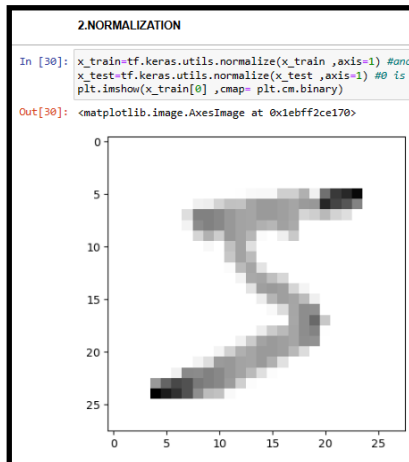 2.NORMALIZATION
In [30]: x_train=tf.keras.utils.normalize(x_train ,axis=1)
x_test=tf.keras.utils.normalize(x_test ,axis=1) #0 is
plt.imshow(x_train[0] ,cmap= plt.cm.binary)
Out[30]: <matplotlib.image.AxesImage at 0x1ebff2ce170>
0
5
10
15
20
25
0 5 10 15 20 25